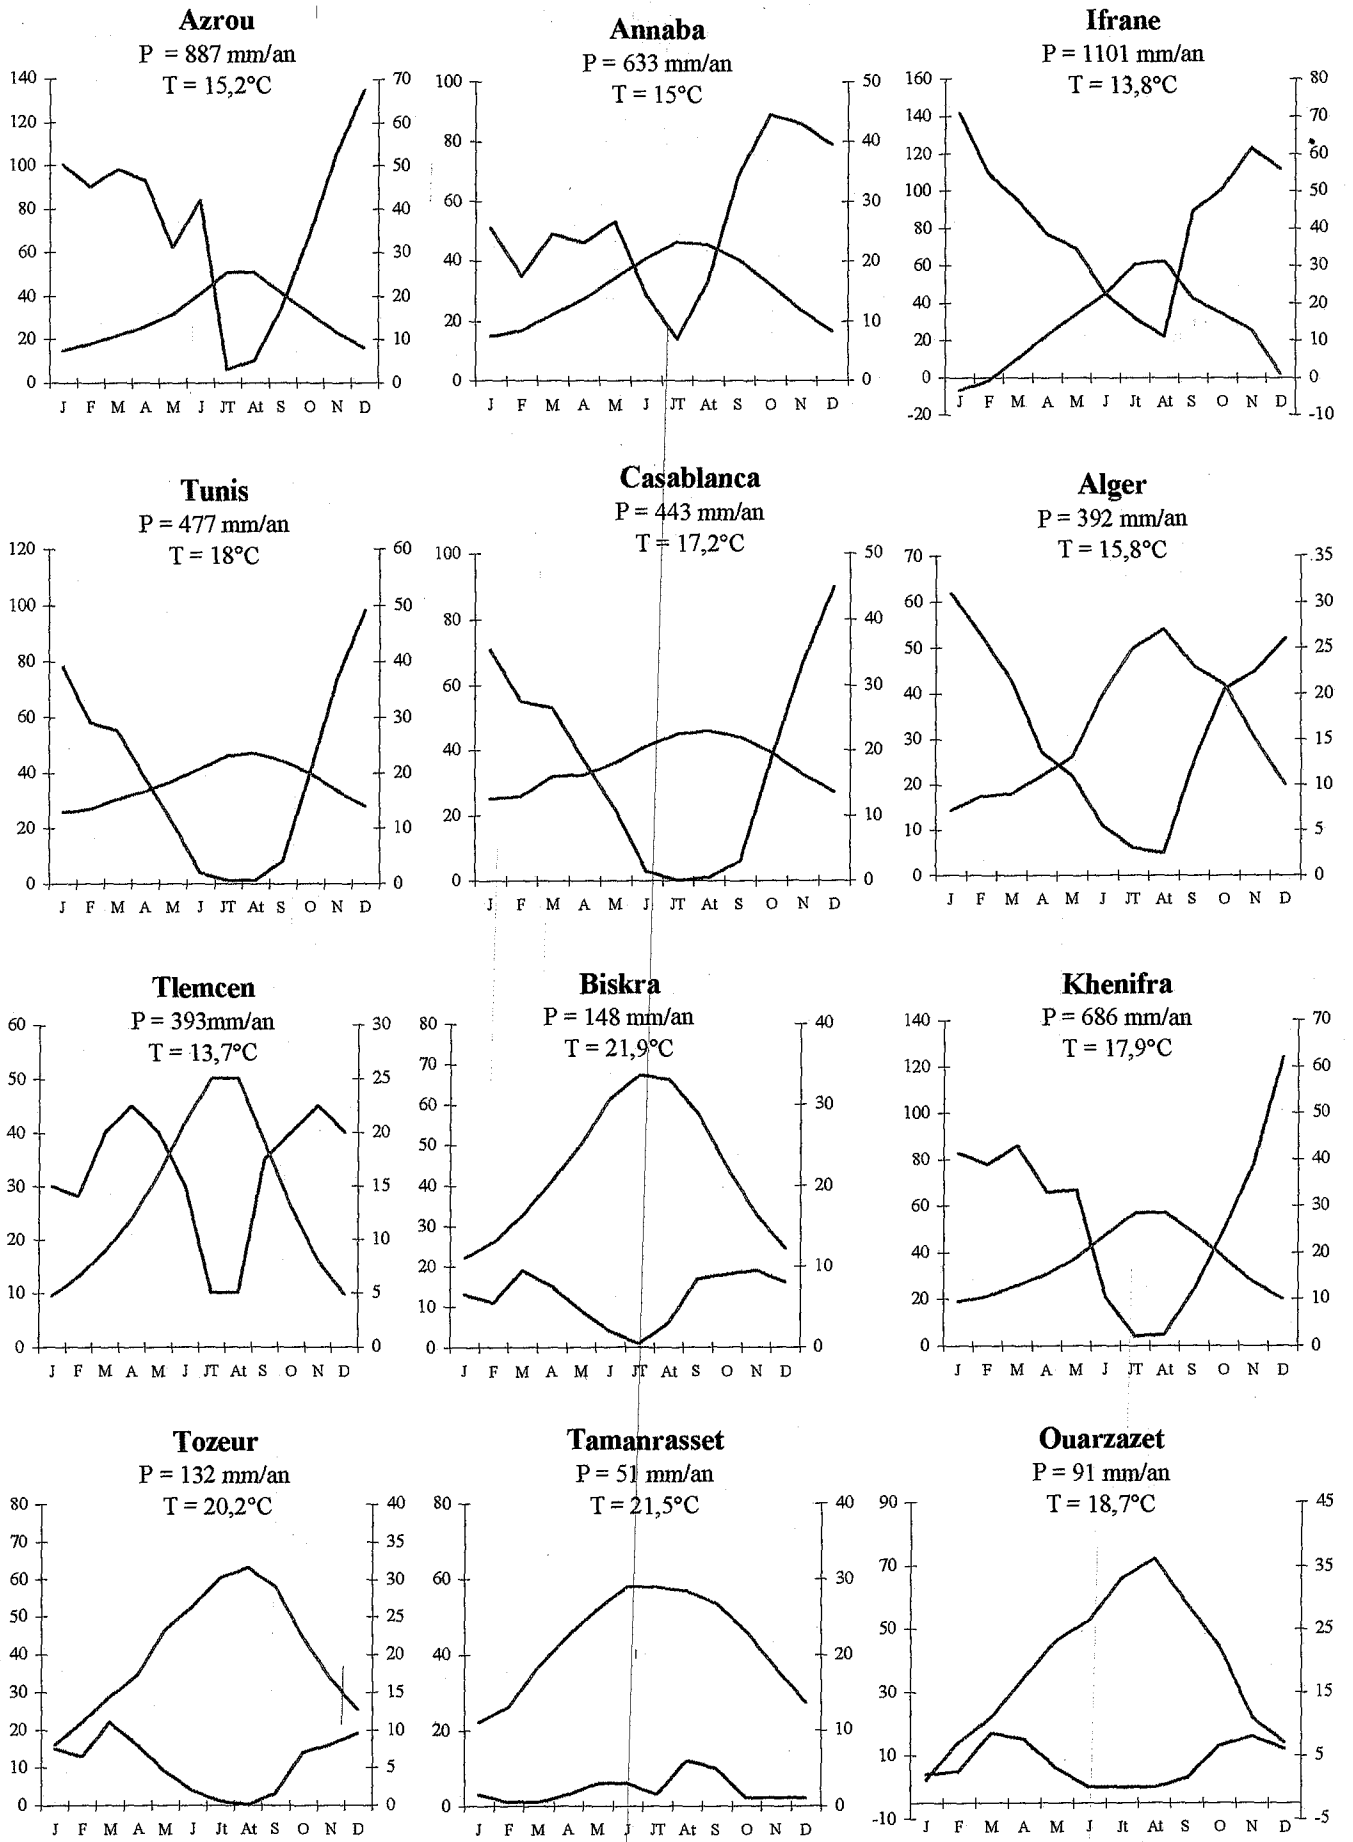 Azrou
P = 887 mm/an
T = 15,2°C
140 70
120 60
100 50
80 40
60 30
40 20
20 10
0 0
J F M A M J JT At S O N D
Annaba
P = 633 mm/an
T = 15°C
100 50
80 40
60 30
40 20
20 10
0 0
J F M A M J JT At S O N D
Ifrane
P = 1101 mm/an
T = 13,8°C
160 80
140 70
120 60
100 50
80 40
60 30
40 20
20 10
0 0
-20 -10
J F M A M J Jt At S O N D
Tunis
P = 477 mm/an
T = 18°C
120 60
100 50
80 40
60 30
40 20
20 10
0 0
J F M A M J JT At S O N D
Casablanca
P = 443 mm/an
T = 17,2°C
100 50
80 40
60 30
40 20
20 10
0 0
J F M A M J JT At S O N D
Alger
P = 392 mm/an
T = 15,8°C
70 35
60 30
50 25
40 20
30 15
20 10
10 5
0 0
J F M A M J JT At S O N D
Tlemcen
P = 393mm/an
T = 13,7°C
60 30
50 25
40 20
30 15
20 10
10 5
0 0
J F M A M J JT At S O N D
Biskra
P = 148 mm/an
T = 21,9°C
80 40
70
60 30
50
40 20
30
20 10
10
0 0
J F M A M J JT At S O N D
Khenifra
P = 686 mm/an
T = 17,9°C
140 70
120 60
100 50
80 40
60 30
40 20
20 10
0 0
J F M A M J JT At S O N D
Tozeur
P = 132 mm/an
T = 20,2°C
80 40
70 35
60 30
50 25
40 20
30 15
20 10
10 5
0 0
J F M A M J Jt At S O N D
Tamanrasset
P = 51 mm/an
T = 21,5°C
80 40
60 30
40 20
20 10
0 0
J F M A M J JT At S O N D
Ouarzazet
P = 91 mm/an
T = 18,7°C
90 45
70 35
50 25
30 15
10 5
-10 -5
J F M A M J Jt At S O N D